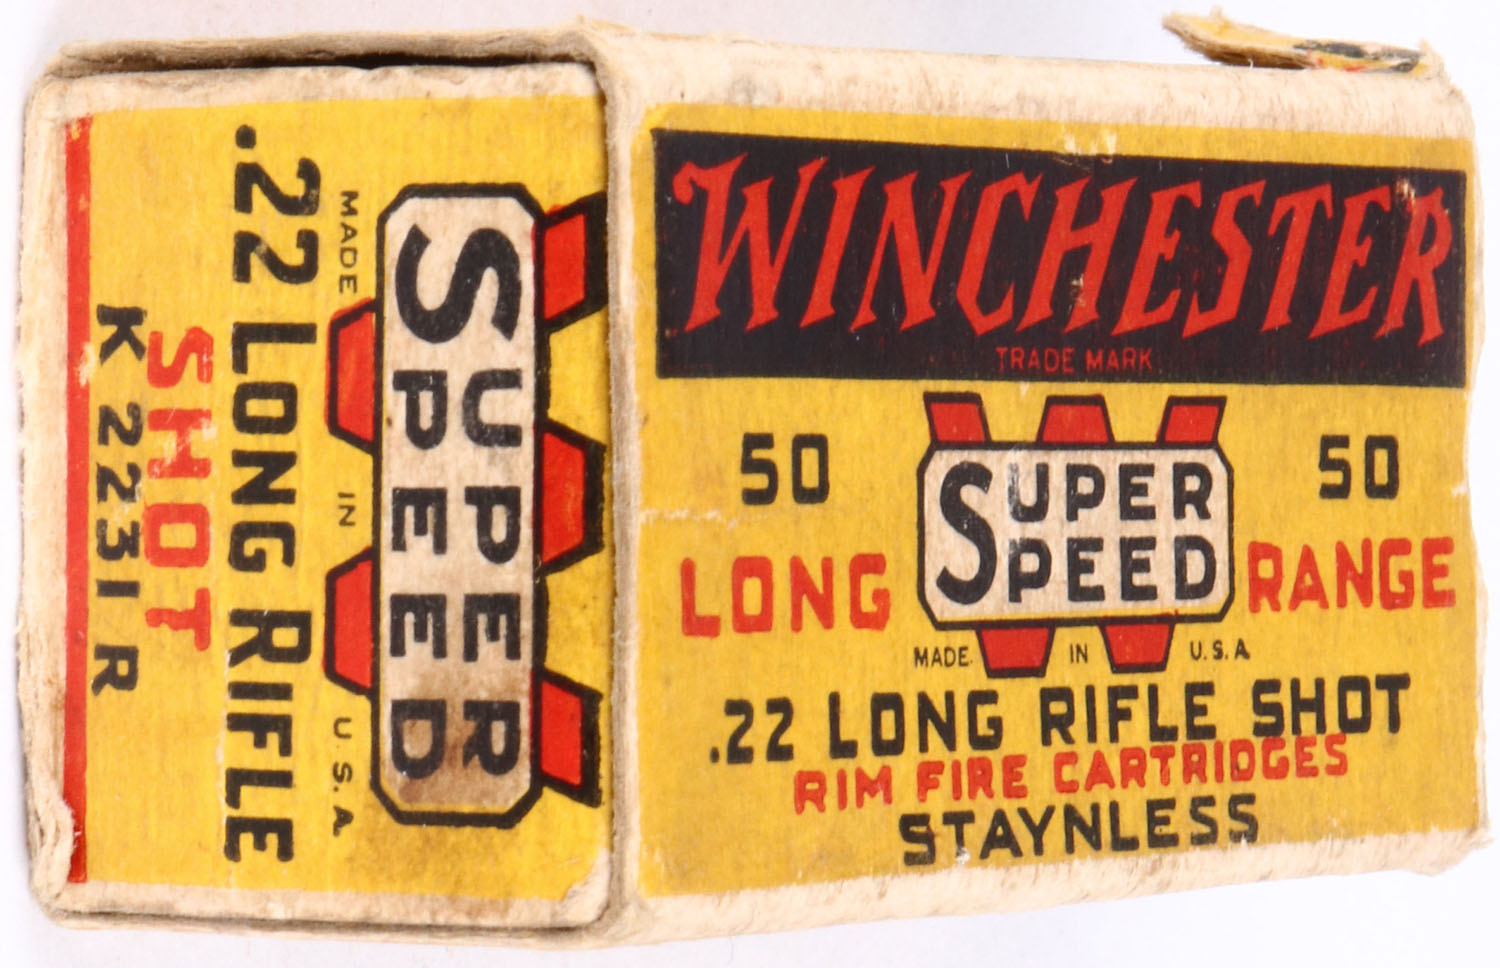 WINCHESTER
TRADE MARK
50 50
SUPER
SPEED
LONG RANGE
MADE IN U.S.A
.22 LONG RIFLE SHOT
RIM FIRE CARTRIDGES
STAYNLESS
SUPER
SPEED
MADE IN U.S.A
.22 LONG RIFLE
SHOT
K 2231 R